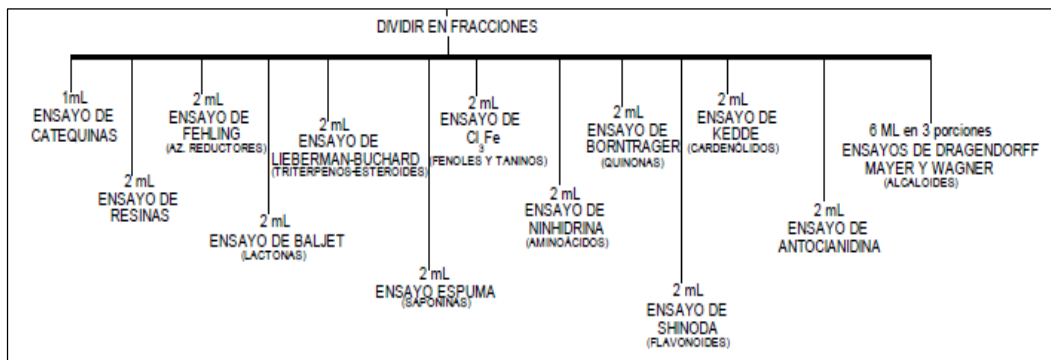 DIVIDIR EN FRACCIONES
1mL
ENSAYO DE
CATEQUINAS
2 mL
ENSAYO DE
RESINAS
2 mL
ENSAYO DE
FEHLING
(AZ. REDUCTORES)
2 mL
ENSAYO DE BALJET
(LACTONAS)
2 mL
ENSAYO DE
LIEBERMAN-BUCHARD
(TRITERPENOS-ESTEROIDES)
2 mL
ENSAYO ESPUMA
(SAPONINAS)
2 mL
ENSAYO DE
Cl3Fe
(FENOLES Y TANINOS)
2 mL
ENSAYO DE
NINHIDRINA
(AMINOÁCIDOS)
2 mL
ENSAYO DE
BORNTRAGER
(QUINONAS)
2 mL
ENSAYO DE
SHINODA
(FLAVONOIDES)
2 mL
ENSAYO DE
KEDDE
(CARDENÓLIDOS)
2 mL
ENSAYO DE
ANTOCIANIDINA
6 ML en 3 porciones
ENSAYOS DE DRAGENDORFF
MAYER Y WAGNER
(ALCALOIDES)